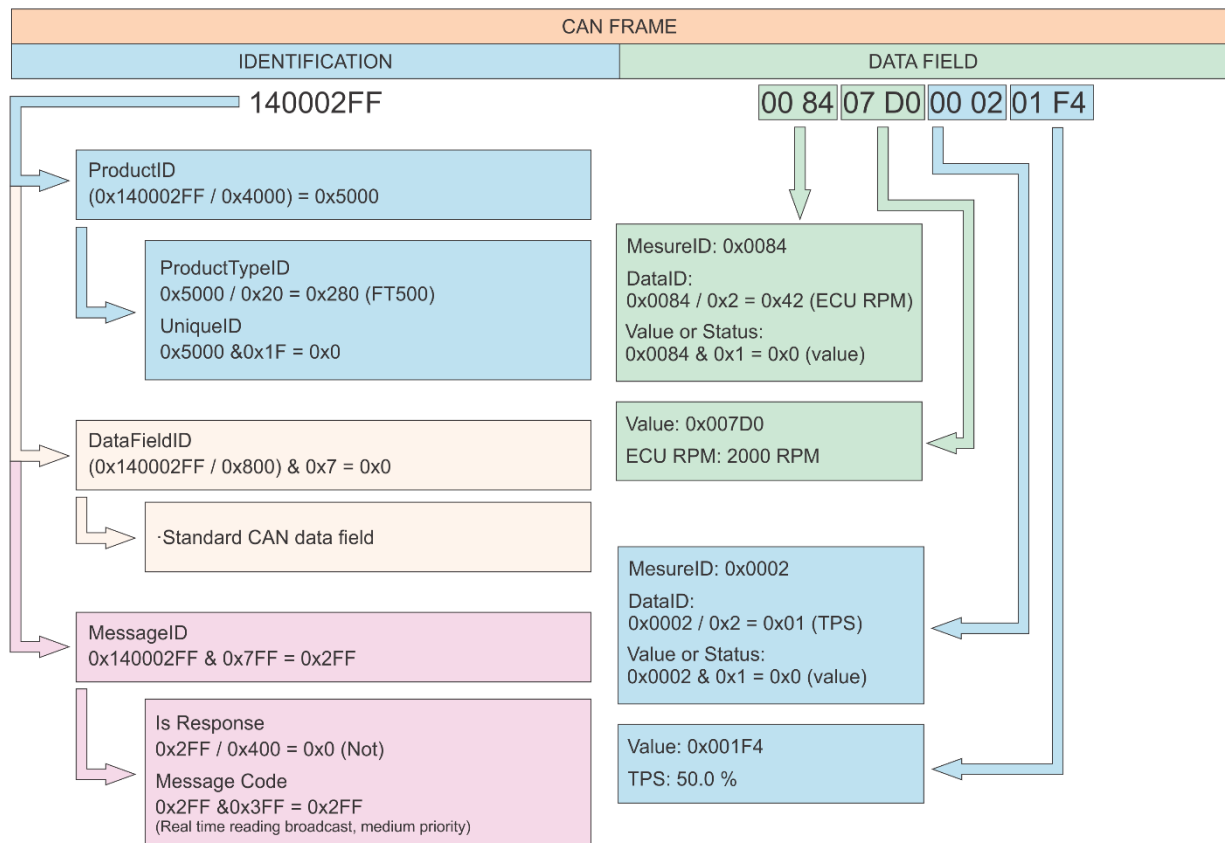 CAN FRAME
IDENTIFICATION
DATA FIELD
140002FF
00 84 07 D0 00 02 01 F4
ProductID
(0x140002FF / 0x4000) = 0x5000
ProductTypeID
0x5000 / 0x20 = 0x280 (FT500)
UniqueID
0x5000 &0x1F = 0x0
DataFieldID
(0x140002FF / 0x800) & 0x7 = 0x0
·Standard CAN data field
MessageID
0x140002FF & 0x7FF = 0x2FF
Is Response
0x2FF / 0x400 = 0x0 (Not)
Message Code
0x2FF &0x3FF = 0x2FF
(Real time reading broadcast, medium priority)
MesureID: 0x0084
DataID:
0x0084 / 0x2 = 0x42 (ECU RPM)
Value or Status:
0x0084 & 0x1 = 0x0 (value)
Value: 0x007D0
ECU RPM: 2000 RPM
MesureID: 0x0002
DataID:
0x0002 / 0x2 = 0x01 (TPS)
Value or Status:
0x0002 & 0x1 = 0x0 (value)
Value: 0x001F4
TPS: 50.0 %